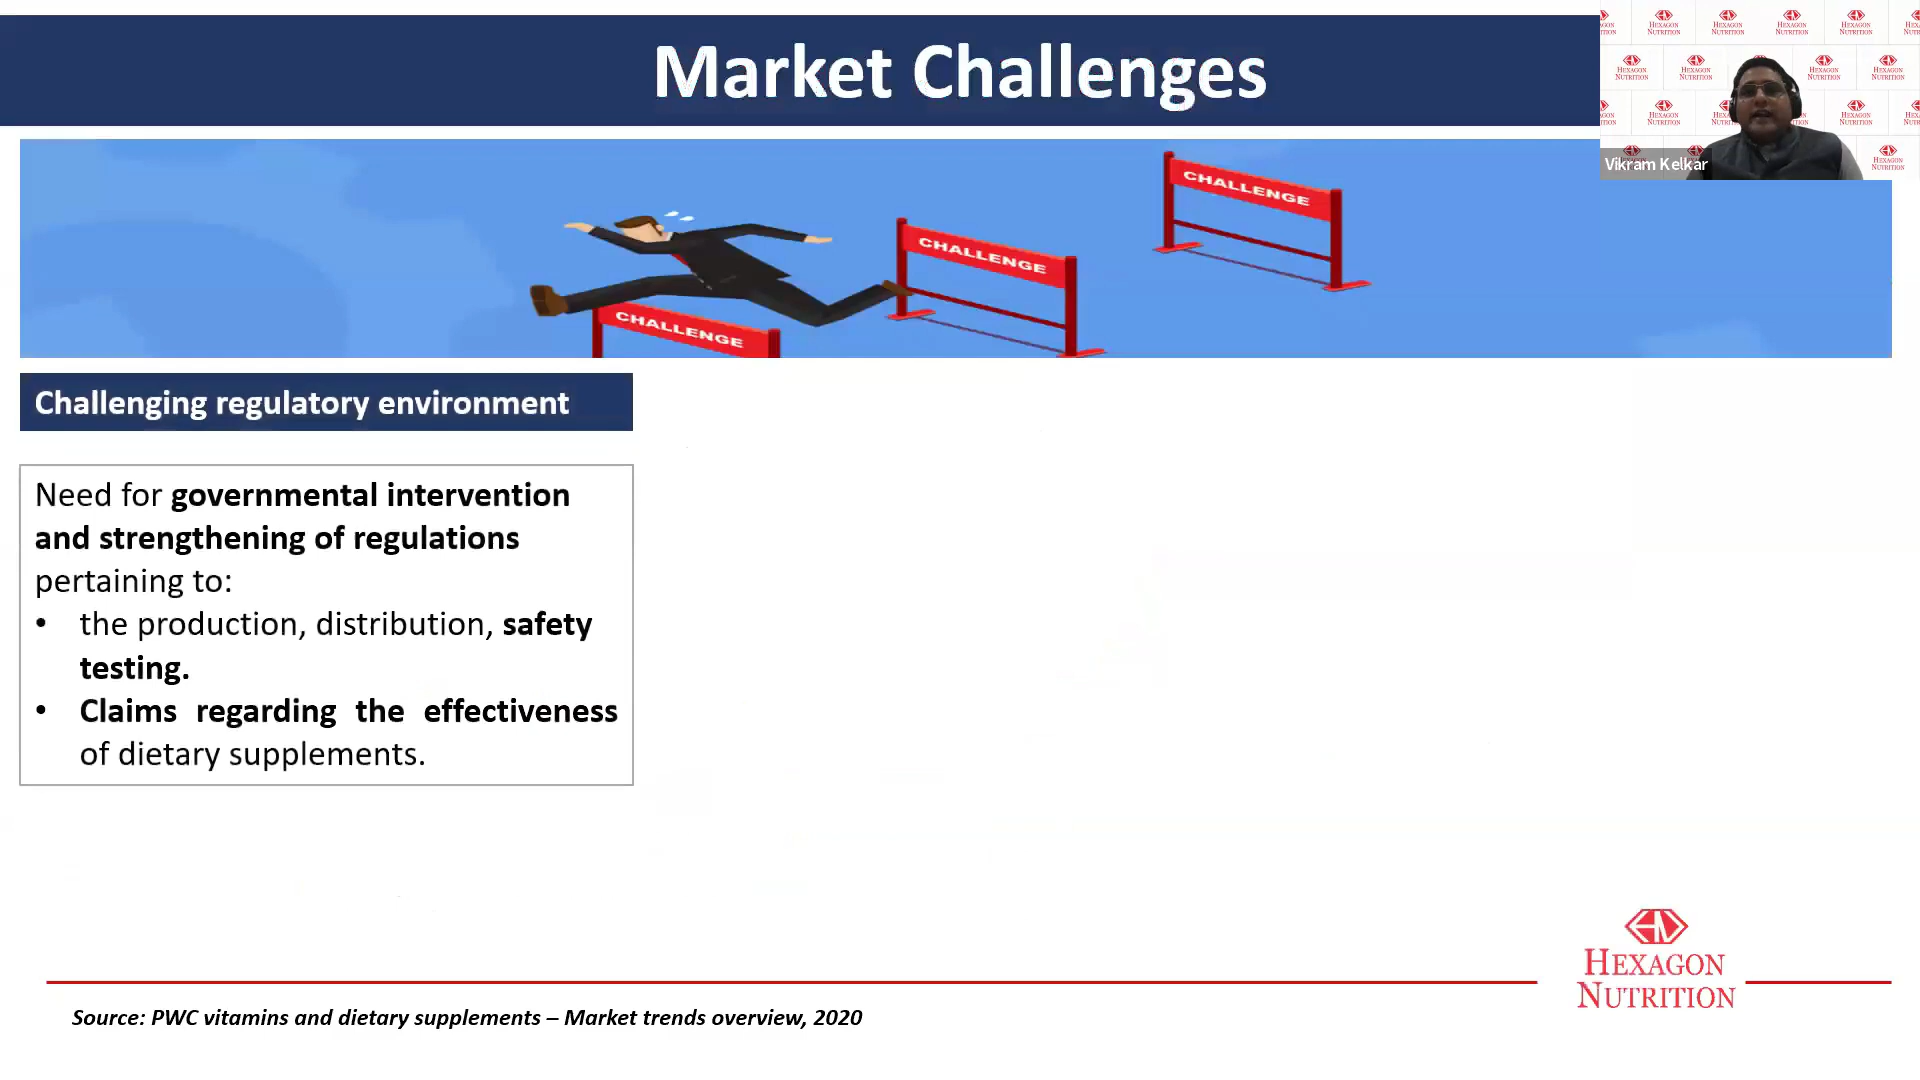 Market Challenges
HEXAGON NUTRITION
Vikram Kelkar
CHALLENGE
CHALLENGE
CHALLENGE
Challenging regulatory environment
Need for governmental intervention
and strengthening of regulations
pertaining to:
• the production, distribution, safety
testing.
• Claims regarding the effectiveness
of dietary supplements.
HEXAGON
NUTRITION
Source: PWC vitamins and dietary supplements – Market trends overview, 2020